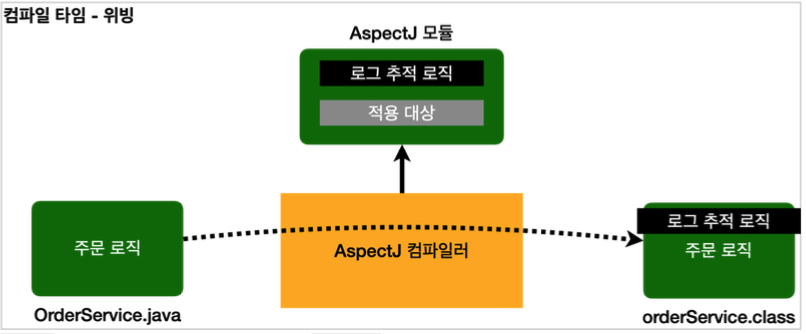 컴파일 타임 - 위빙
AspectJ 모듈
로그 추적 로직
적용 대상
주문 로직
AspectJ 컴파일러
로그 추적 로직
주문 로직
OrderService.java
orderService.class